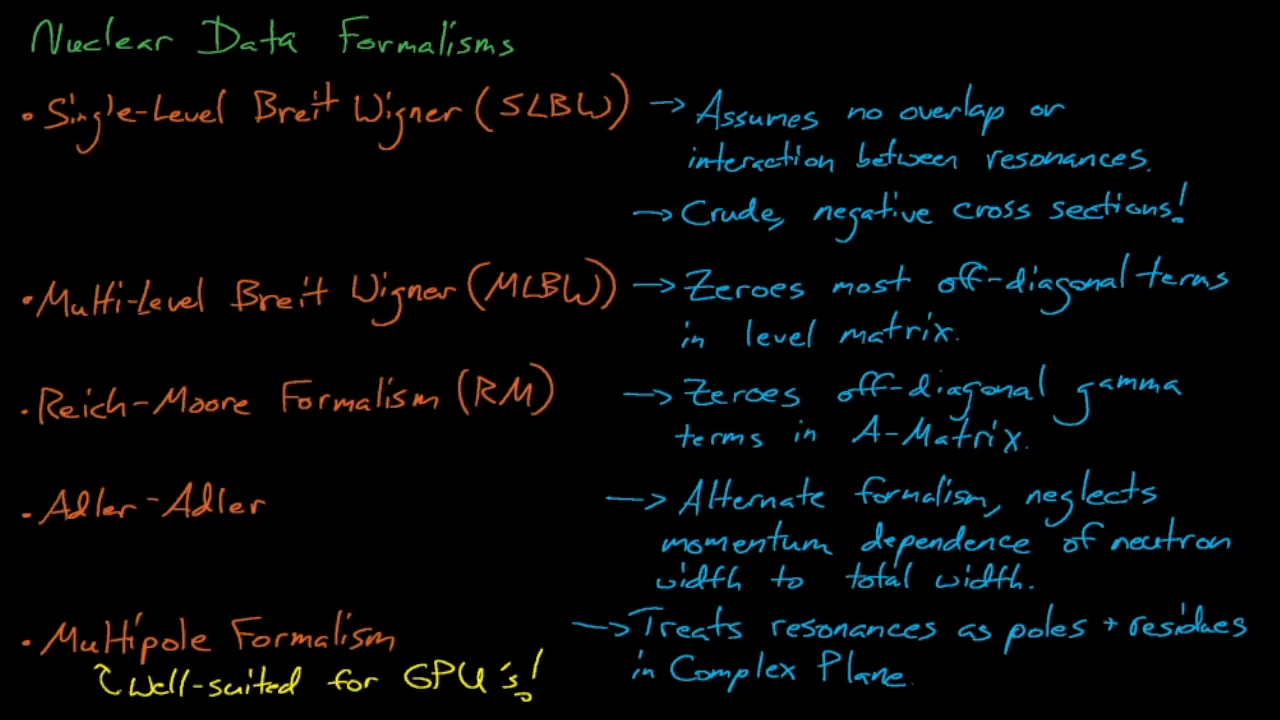 Nuclear Data Formalisms
• Single-Level Breit Wigner (SLBW) → Assumes no overlap or
interaction between resonances.
→ Crude, negative cross sections!
• Multi-Level Breit Wigner (MLBW) → Zeroes most off-diagonal terms
in level matrix.
• Reich-Moore Formalism (RM) → Zeroes off-diagonal gamma
terms in A-Matrix.
• Adler-Adler → Alternate formalism, neglects
momentum dependence of neutron
width to total width.
• Multipole Formalism → Treats resonances as poles + residues
in Complex Plane.
Well-suited for GPU's!